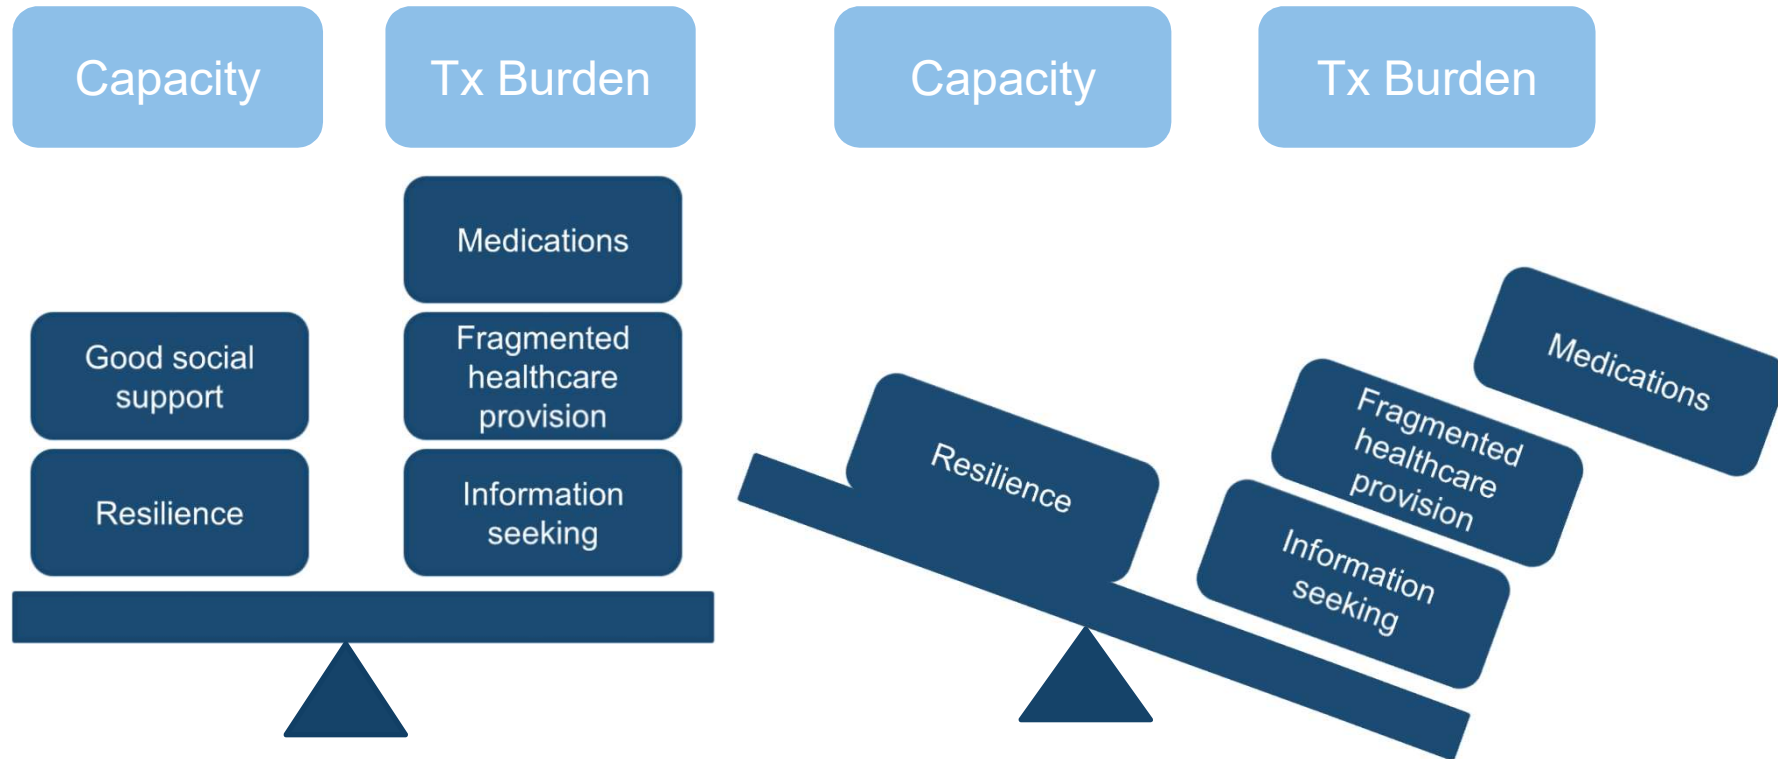 Capacity
Tx Burden
Capacity
Tx Burden
Medications
Good social
support
Fragmented
healthcare
provision
Resilience
Information
seeking
Resilience
Medications
Fragmented
healthcare
provision
Information
seeking